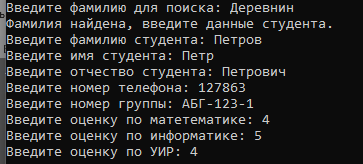 Введите фамилию для поиска: Деревнин
Фамилия найдена, введите данные студента.
Введите фамилию студента: Петров
Введите имя студента: Петр
Введите отчество студента: Петрович
Введите номер телефона: 127863
Введите номер группы: АБГ-123-1
Введите оценку по матетематике: 4
Введите оценку по информатике: 5
Введите оценку по УИР: 4